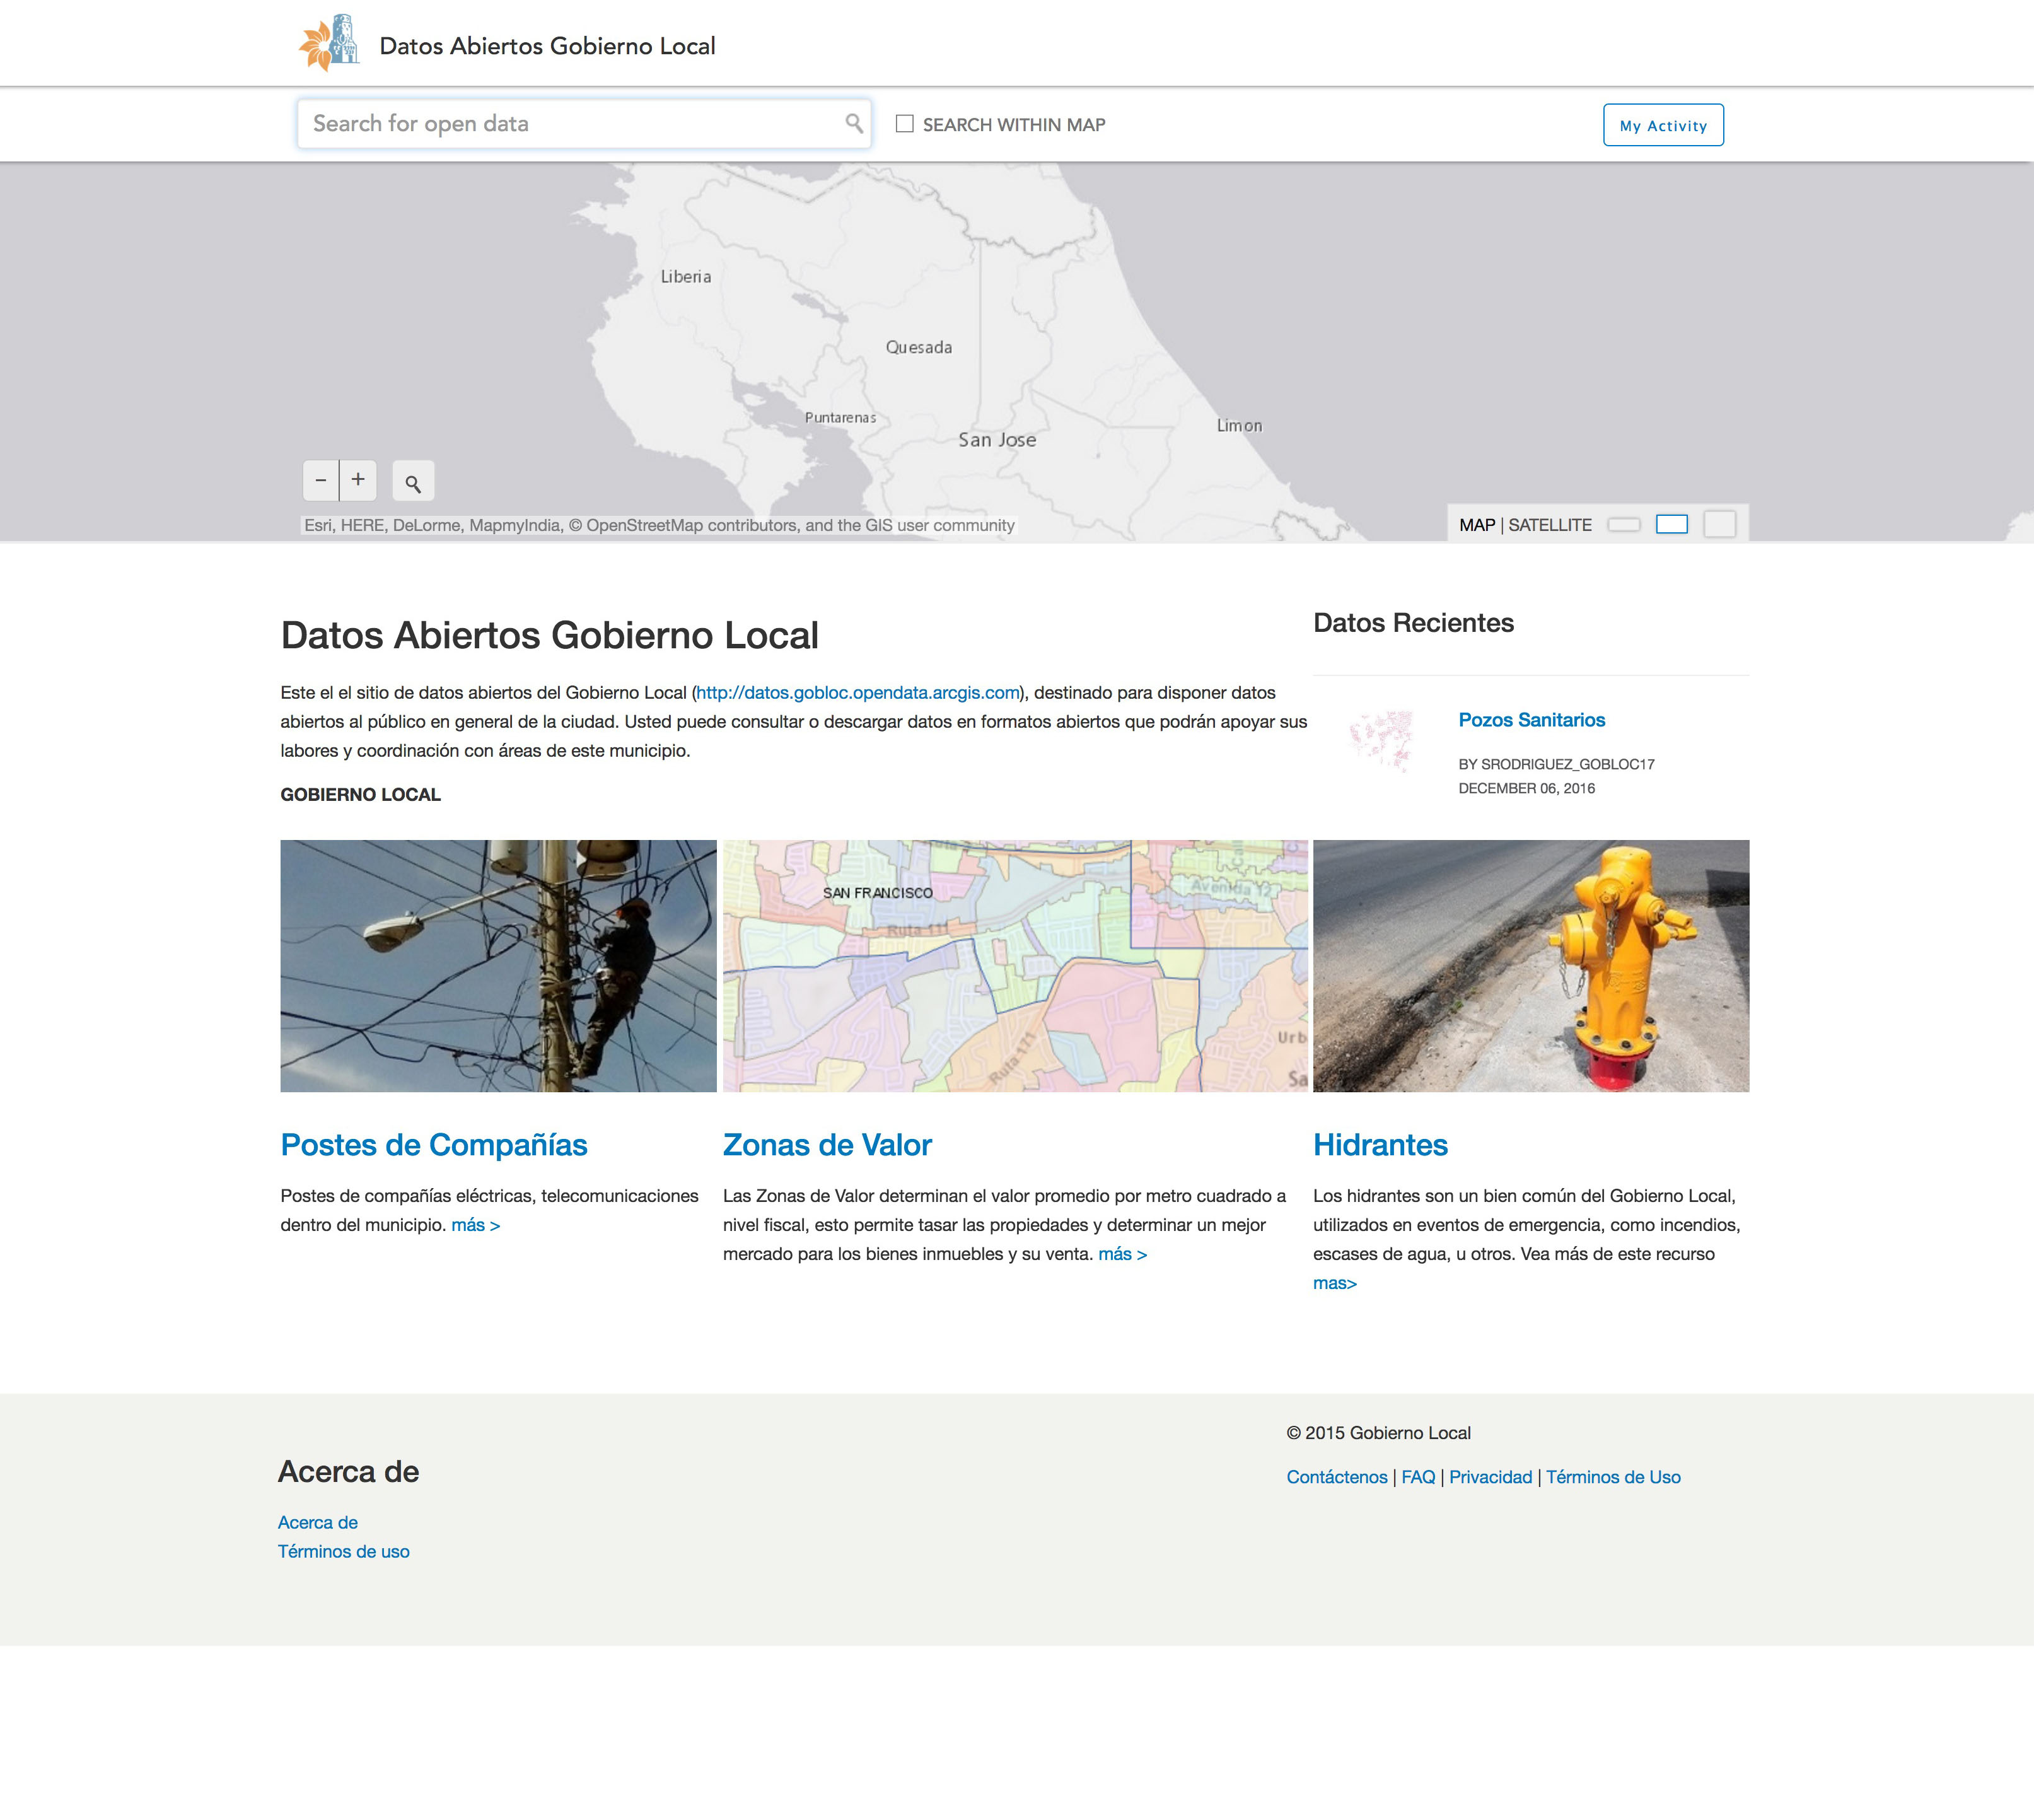 Datos Abiertos Gobierno Local
Search for open data
SEARCH WITHIN MAP
My Activity
Liberia
Quesada
Puntarenas
San Jose
Limon
− +
Esri, HERE, DeLorme, MapmyIndia, © OpenStreetMap contributors, and the GIS user community
MAP | SATELLITE
Datos Abiertos Gobierno Local
Este el el sitio de datos abiertos del Gobierno Local (http://datos.gobloc.opendata.arcgis.com), destinado para disponer datos
abiertos al público en general de la ciudad. Usted puede consultar o descargar datos en formatos abiertos que podrán apoyar sus
labores y coordinación con áreas de este municipio.
GOBIERNO LOCAL
Datos Recientes
Pozos Sanitarios
BY SRODRIGUEZ_GOBLOC17
DECEMBER 06, 2016
SAN FRANCISCO
Avenida 12
Ruta 111
Ruta 111
Urb
Sa
Postes de Compañías
Postes de compañías eléctricas, telecomunicaciones
dentro del municipio. más >
Zonas de Valor
Las Zonas de Valor determinan el valor promedio por metro cuadrado a
nivel fiscal, esto permite tasar las propiedades y determinar un mejor
mercado para los bienes inmuebles y su venta. más >
Hidrantes
Los hidrantes son un bien común del Gobierno Local,
utilizados en eventos de emergencia, como incendios,
escases de agua, u otros. Vea más de este recurso
mas>
Acerca de
Acerca de
Términos de uso
© 2015 Gobierno Local
Contáctenos | FAQ | Privacidad | Términos de Uso